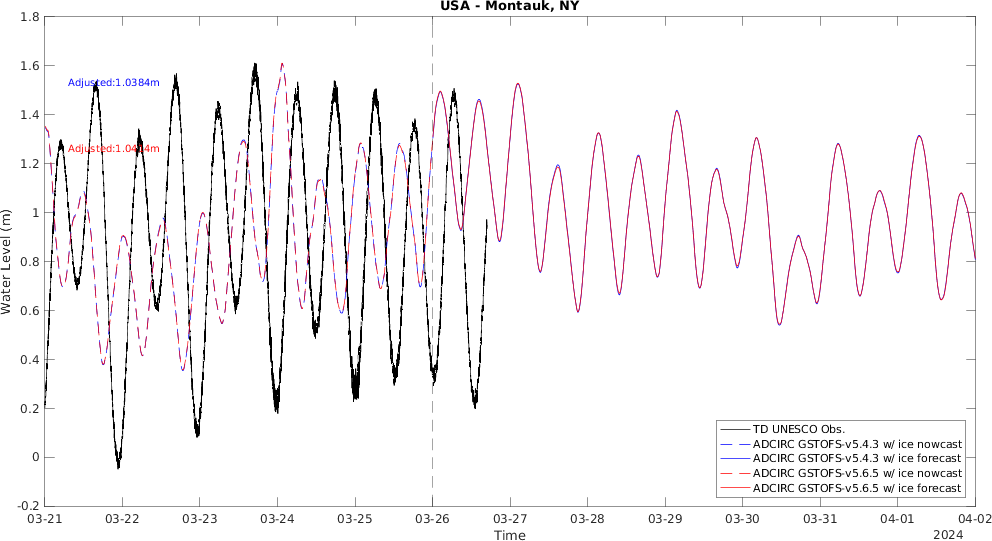 USA - Montauk, NY
1.8
1.6
1.4
1.2
1
0.8
0.6
0.4
0.2
0
-0.2
Water Level (m)
Adjusted:1.0384m
TD UNESCO Obs.
ADCIRC GSTOFS-v5.4.3 w/ ice nowcast
ADCIRC GSTOFS-v5.4.3 w/ ice forecast
ADCIRC GSTOFS-v5.6.5 w/ ice nowcast
ADCIRC GSTOFS-v5.6.5 w/ ice forecast
03-21 03-22 03-23 03-24 03-25 03-26 03-27 03-28 03-29 03-30 03-31 04-01 04-02
Time
2024